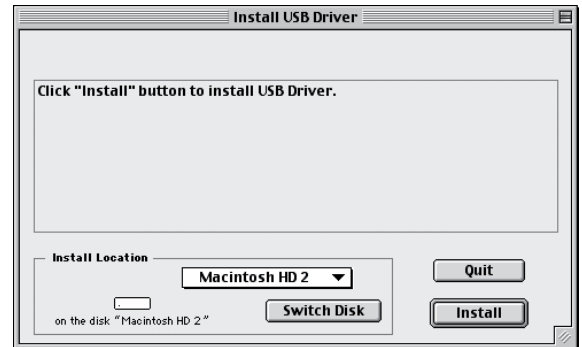 Install USB Driver
Click "Install" button to install USB Driver.
Install Location
Macintosh HD 2
Quit
Switch Disk
on the disk "Macintosh HD 2"
Install